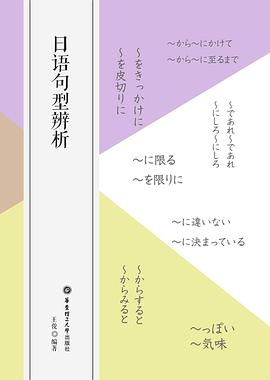 日语句型辨析
王俊◎编著
华东理工大学出版社
～から～にかけて
～から～に至るまで
～をきっかけに
～を皮切りに
～であれ～であれ
～にしろ～にしろ
～に限る
～を限りに
～に違いない
～に決まっている
～からすると
～からみると
～っぽい
～気味